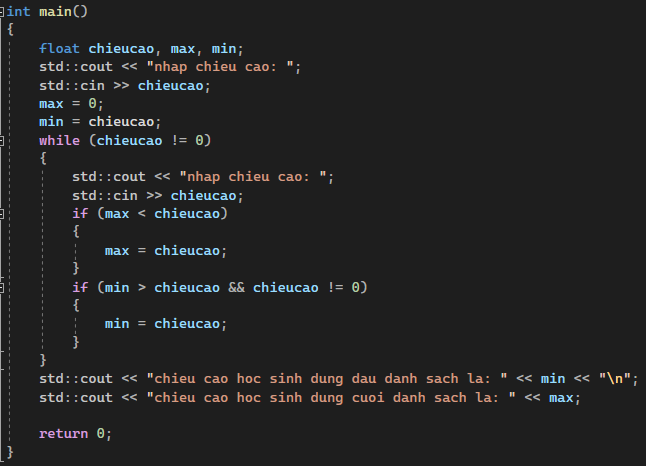 int main()
{
    float chieucao, max, min;
    std::cout << "nhap chieu cao: ";
    std::cin >> chieucao;
    max = 0;
    min = chieucao;
    while (chieucao != 0)
    {
        std::cout << "nhap chieu cao: ";
        std::cin >> chieucao;
        if (max < chieucao)
        {
            max = chieucao;
        }
        if (min > chieucao && chieucao != 0)
        {
            min = chieucao;
        }
    }
    std::cout << "chieu cao hoc sinh dung dau danh sach la: " << min << "\n";
    std::cout << "chieu cao hoc sinh dung cuoi danh sach la: " << max;
    return 0;
}